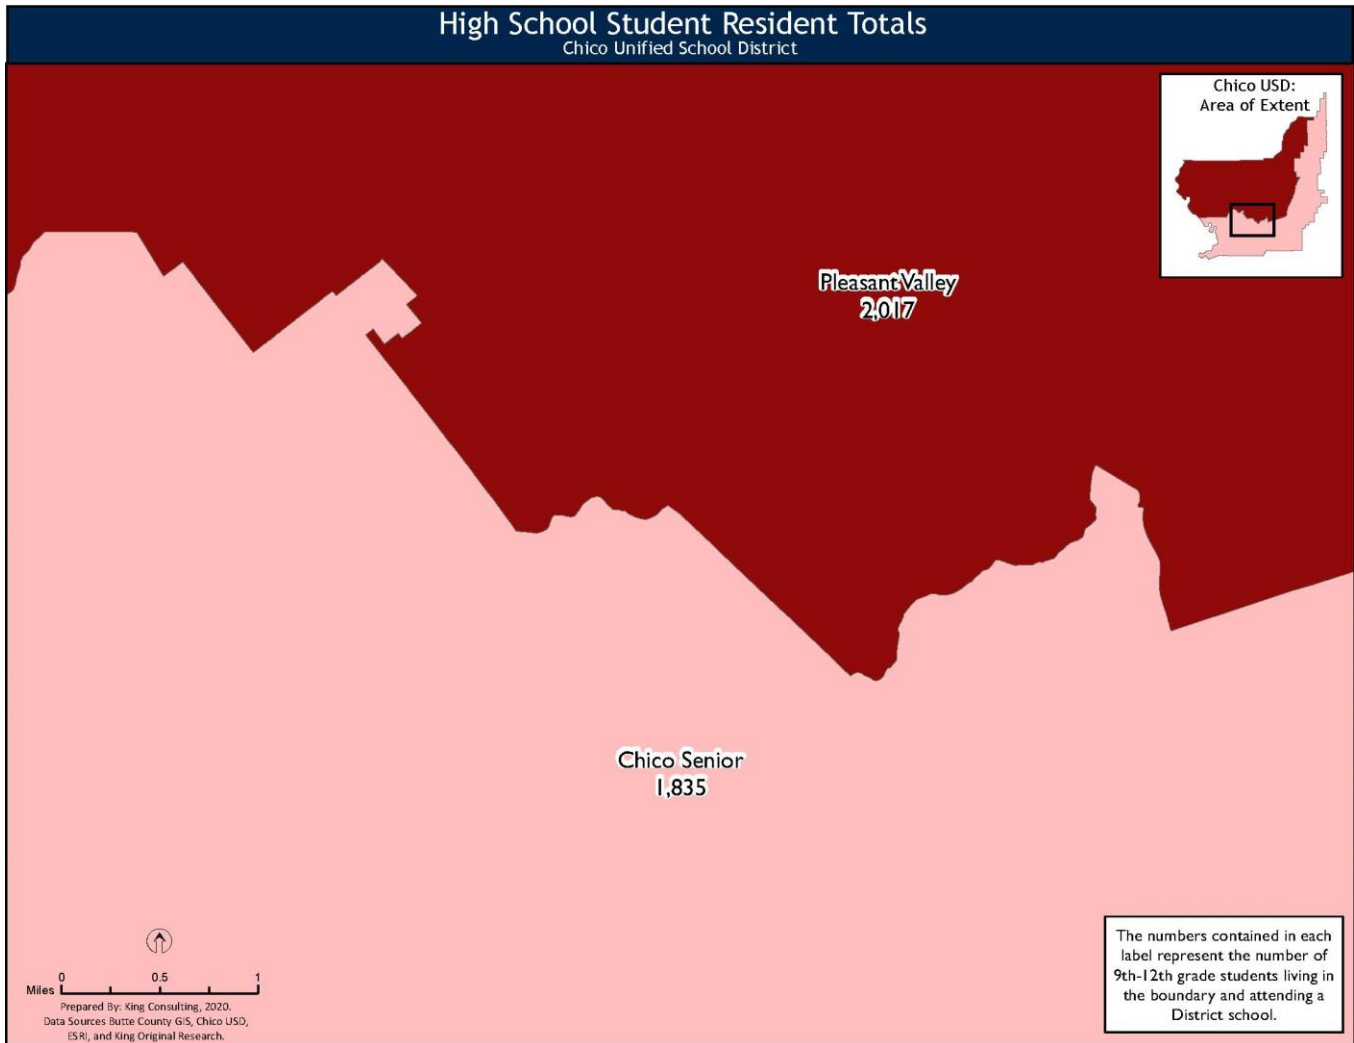 High School Student Resident Totals
Chico Unified School District
Chico USD:
Area of Extent
Pleasant Valley
2,017
Chico Senior
1,835
0 0.5 1
Miles
Prepared By: King Consulting, 2020.
Data Sources Butte County GIS, Chico USD,
ESRI, and King Original Research.
The numbers contained in each
label represent the number of
9th-12th grade students living in
the boundary and attending a
District school.